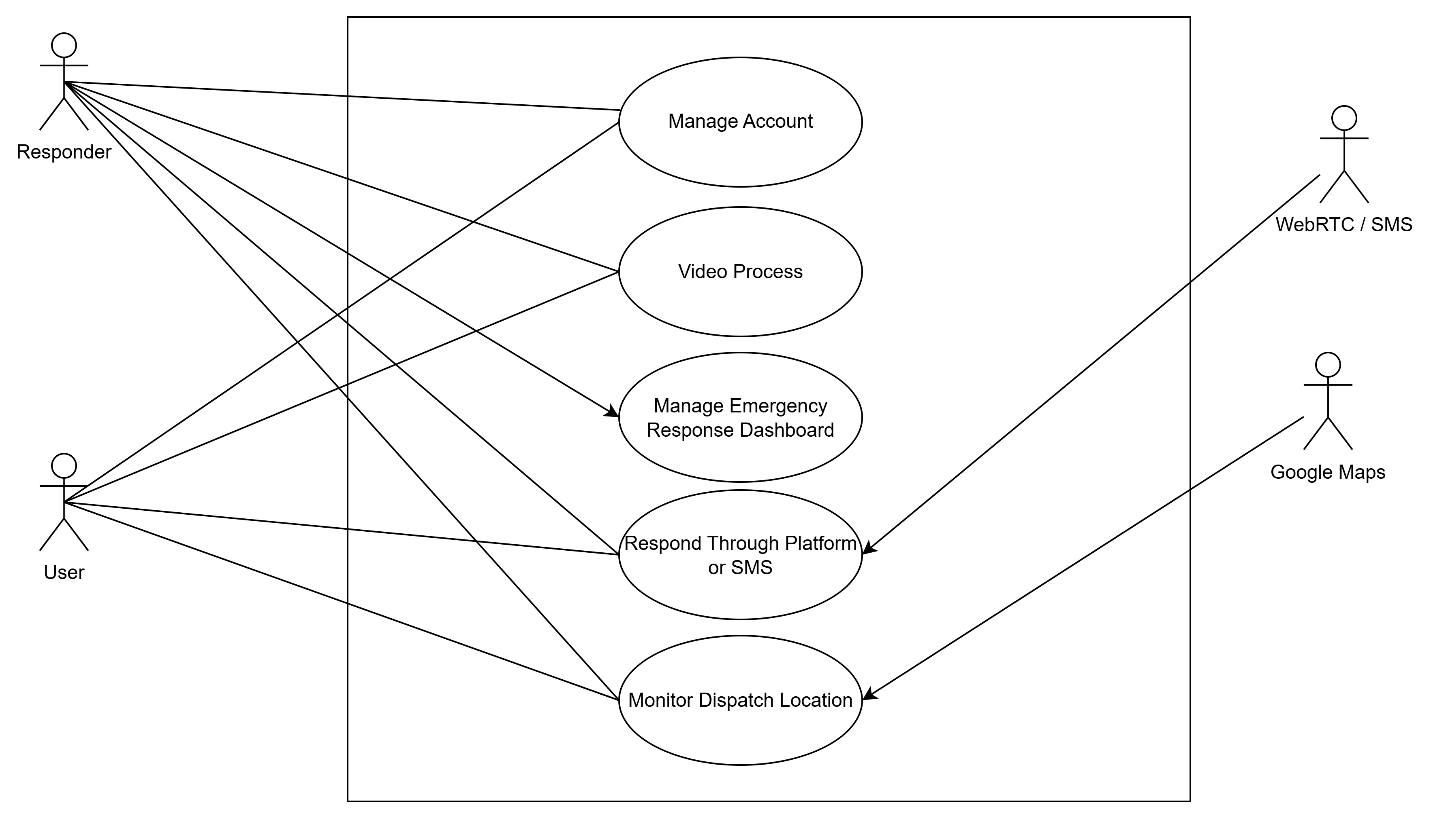 Responder
Manage Account
WebRTC / SMS
Video Process
Manage Emergency
Response Dashboard
Google Maps
Respond Through Platform
or SMS
User
Monitor Dispatch Location